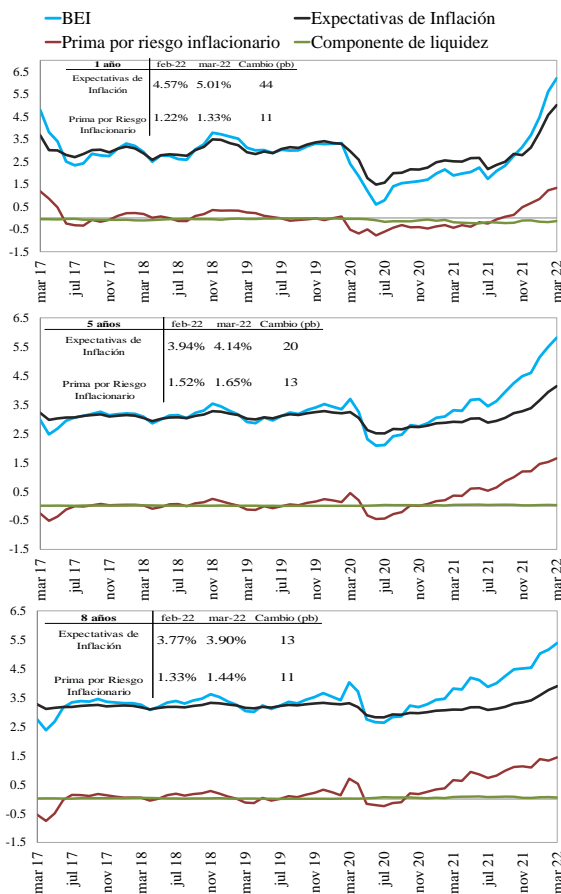 BEI Expectativas de Inflación
Prima por riesgo inflacionario Componente de liquidez
1 año feb-22 mar-22 Cambio (pb)
Expectativas de Inflación 4.57% 5.01% 44
Prima por Riesgo Inflacionario 1.22% 1.33% 11
6.5
5.5
4.5
3.5
2.5
1.5
0.5
-0.5
-1.5
mar 17 jul 17 nov 17 mar 18 jul 18 nov 18 mar 19 jul 19 nov 19 mar 20 jul 20 nov 20 mar 21 jul 21 nov 21 mar 22
5 años feb-22 mar-22 Cambio (pb)
Expectativas de Inflación 3.94% 4.14% 20
Prima por Riesgo Inflacionario 1.52% 1.65% 13
6.5
5.5
4.5
3.5
2.5
1.5
0.5
-0.5
-1.5
mar 17 jul 17 nov 17 mar 18 jul 18 nov 18 mar 19 jul 19 nov 19 mar 20 jul 20 nov 20 mar 21 jul 21 nov 21 mar 22
8 años feb-22 mar-22 Cambio (pb)
Expectativas de Inflación 3.77% 3.90% 13
Prima por Riesgo Inflacionario 1.33% 1.44% 11
6.5
5.5
4.5
3.5
2.5
1.5
0.5
-0.5
-1.5
mar 17 jul 17 nov 17 mar 18 jul 18 nov 18 mar 19 jul 19 nov 19 mar 20 jul 20 nov 20 mar 21 jul 21 nov 21 mar 22